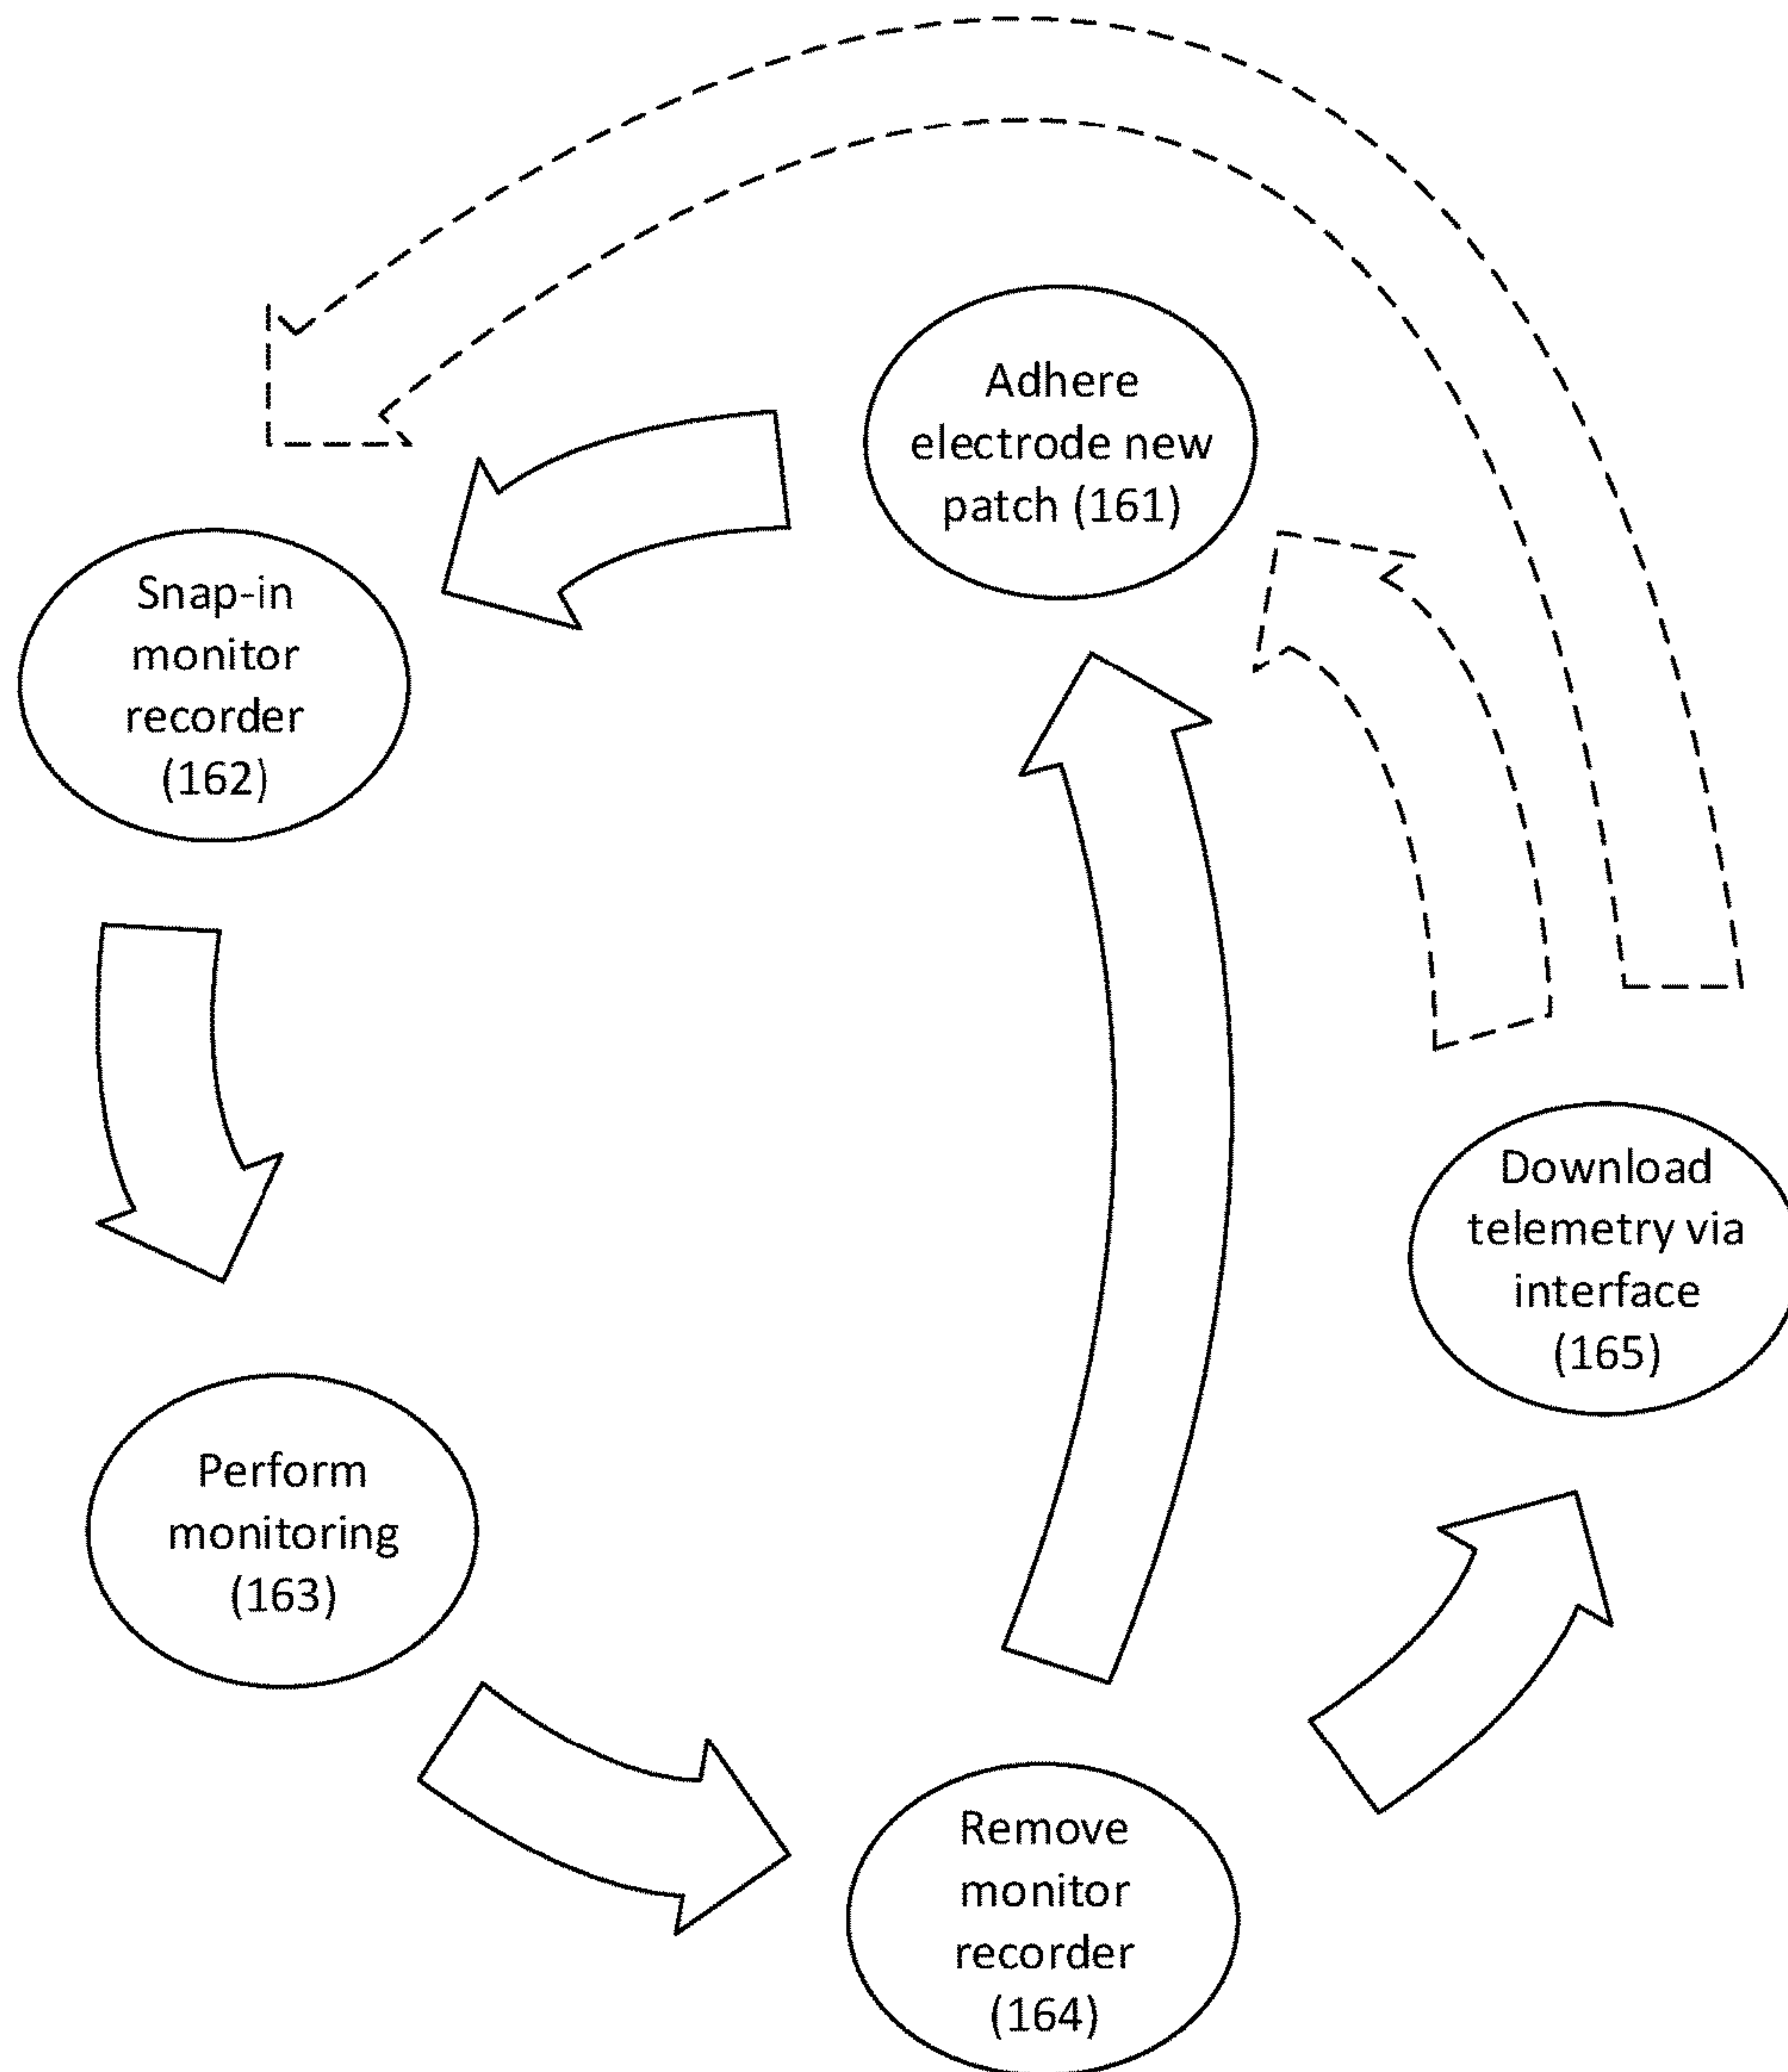 Adhere
electrode new
patch (161)
Snap-in
monitor
recorder
(162)
Perform
monitoring
(163)
Remove
monitor
recorder
(164)
Download
telemetry via
interface
(165)